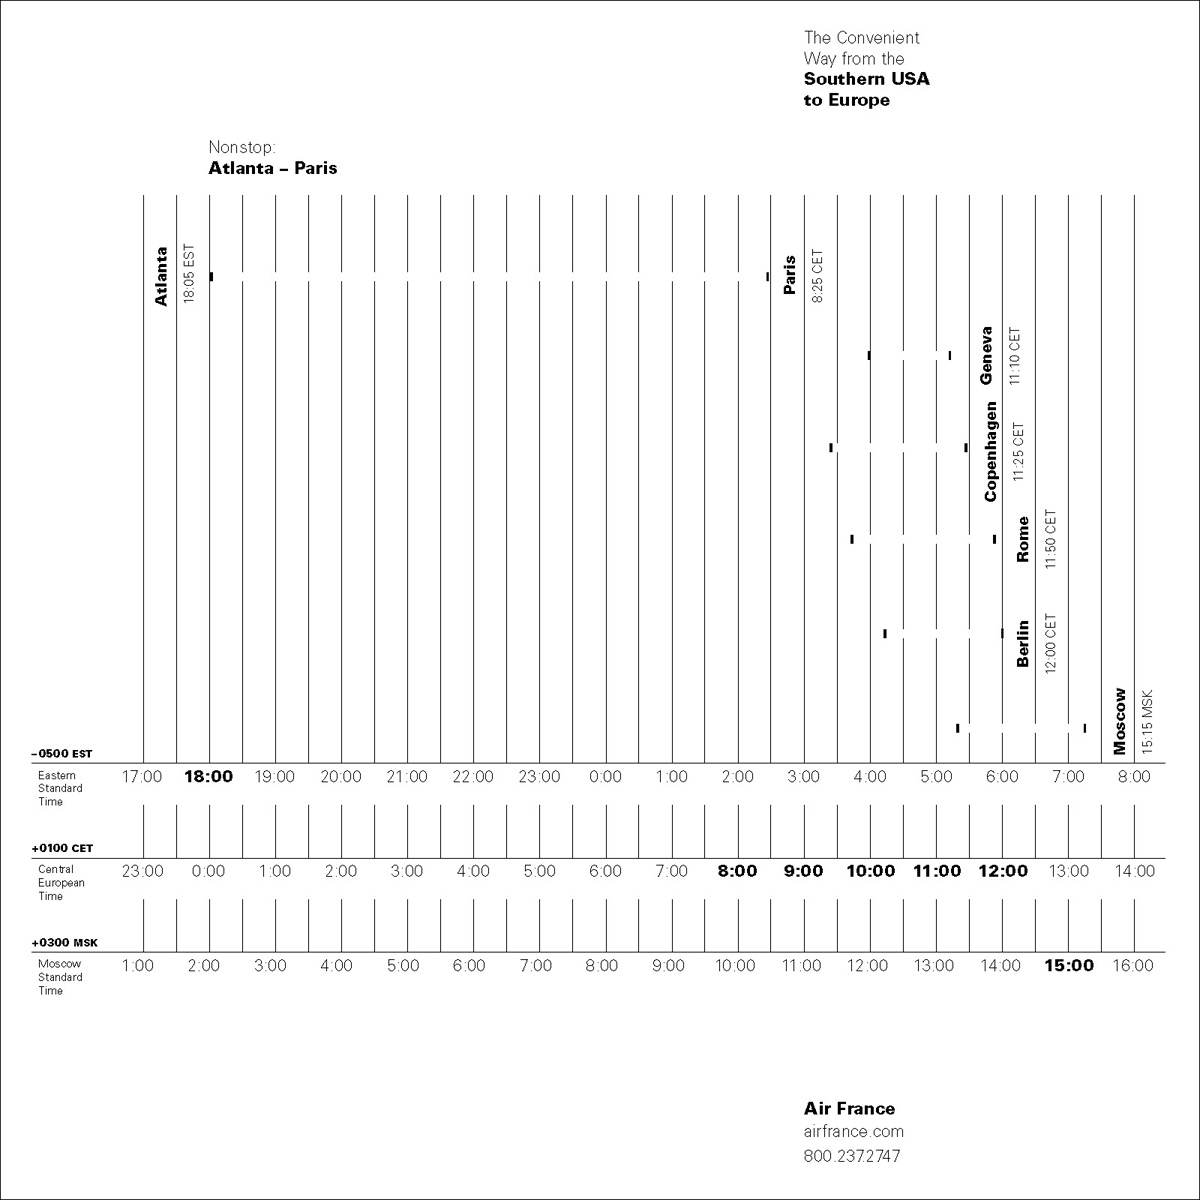 The Convenient
Way from the
Southern USA
to Europe
Nonstop:
Atlanta – Paris
Atlanta
18:05 EST
Paris
8:25 CET
Geneva
11:10 CET
Copenhagen
11:25 CET
Rome
11:50 CET
Berlin
12:00 CET
Moscow
15:15 MSK
–0500 EST
Eastern
Standard
Time
17:00 18:00 19:00 20:00 21:00 22:00 23:00 0:00 1:00 2:00 3:00 4:00 5:00 6:00 7:00 8:00
+0100 CET
Central
European
Time
23:00 0:00 1:00 2:00 3:00 4:00 5:00 6:00 7:00 8:00 9:00 10:00 11:00 12:00 13:00 14:00
+0300 MSK
Moscow
Standard
Time
1:00 2:00 3:00 4:00 5:00 6:00 7:00 8:00 9:00 10:00 11:00 12:00 13:00 14:00 15:00 16:00
Air France
airfrance.com
800.237.2747